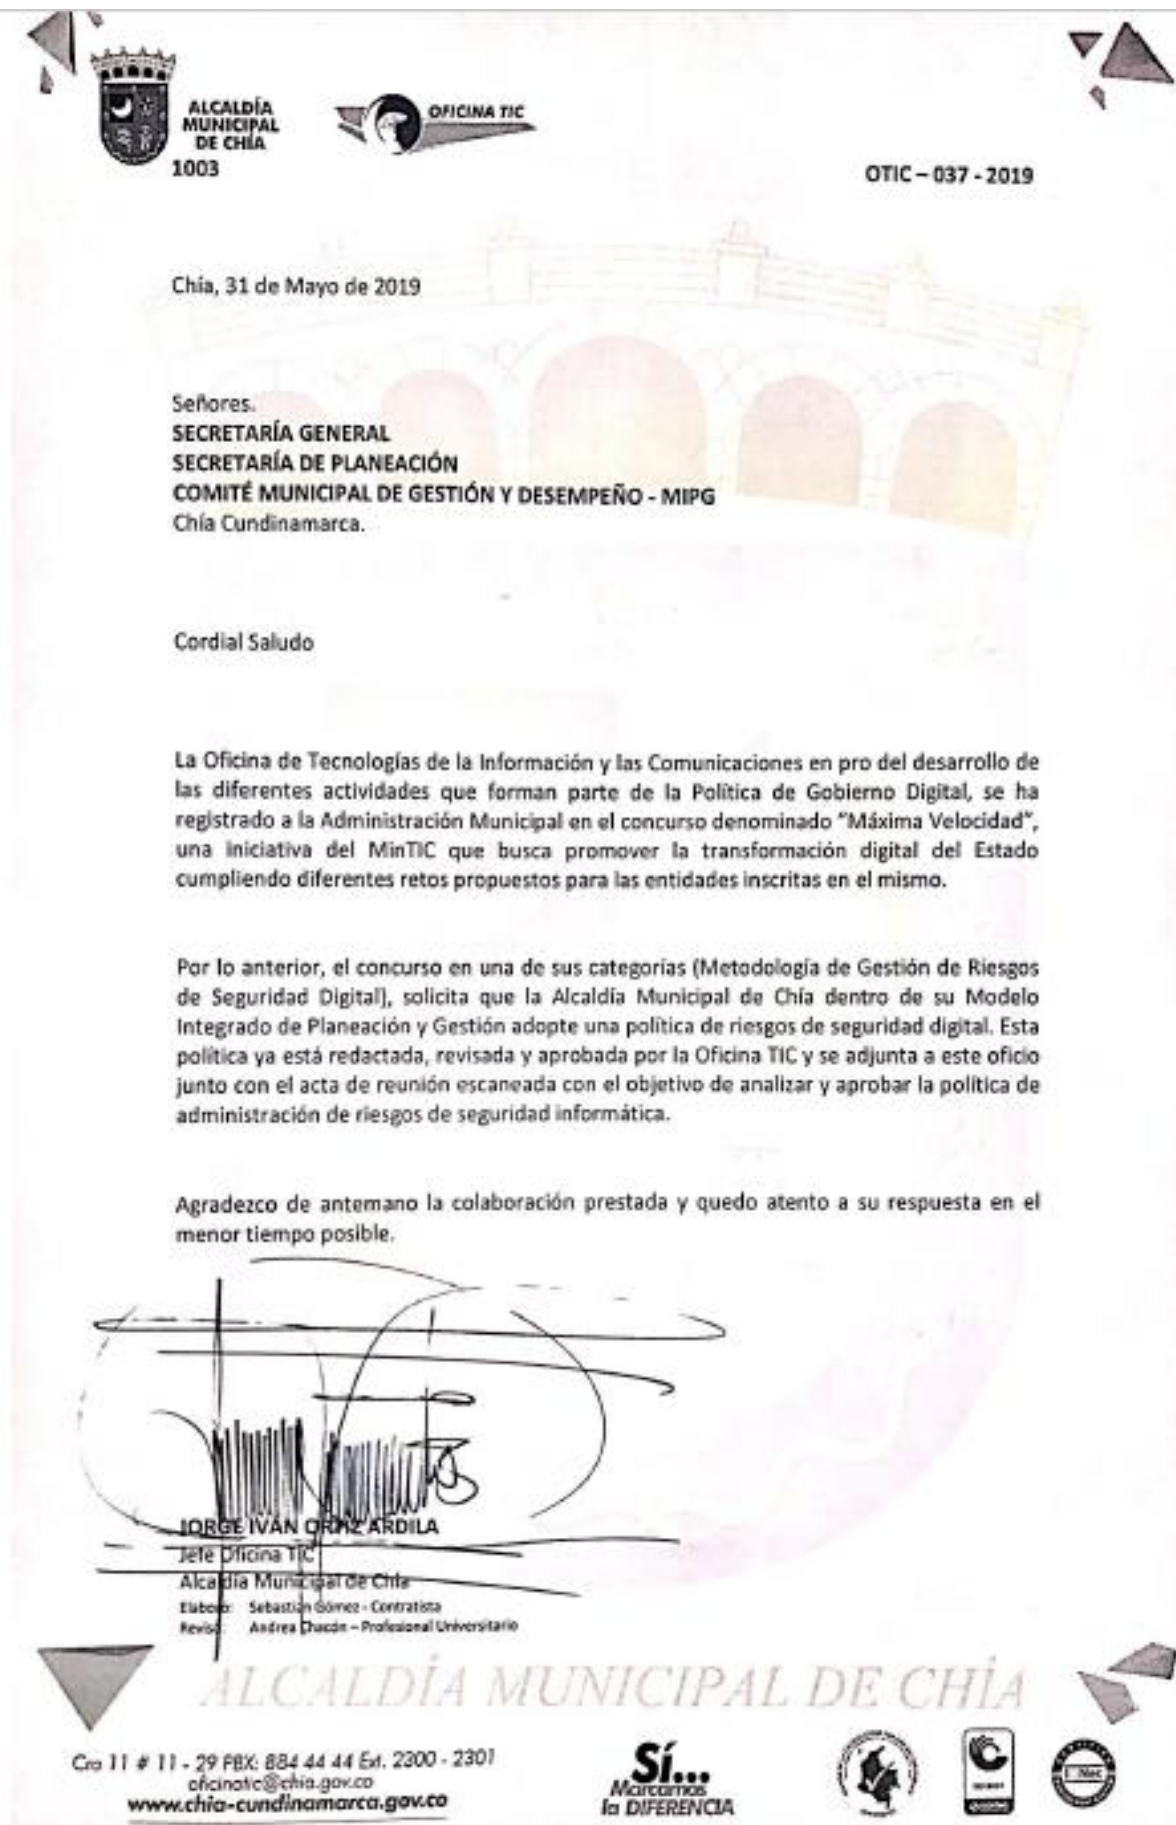 ALCALDÍA
MUNICIPAL
DE CHÍA
OFICINA TIC
1003
OTIC – 037 - 2019
Chía, 31 de Mayo de 2019
Señores.
SECRETARÍA GENERAL
SECRETARÍA DE PLANEACIÓN
COMITÉ MUNICIPAL DE GESTIÓN Y DESEMPEÑO - MIPG
Chía Cundinamarca.
Cordial Saludo
La Oficina de Tecnologías de la Información y las Comunicaciones en pro del desarrollo de
las diferentes actividades que forman parte de la Política de Gobierno Digital, se ha
registrado a la Administración Municipal en el concurso denominado “Máxima Velocidad”,
una iniciativa del MinTIC que busca promover la transformación digital del Estado
cumpliendo diferentes retos propuestos para las entidades inscritas en el mismo.
Por lo anterior, el concurso en una de sus categorías (Metodología de Gestión de Riesgos
de Seguridad Digital), solicita que la Alcaldía Municipal de Chía dentro de su Modelo
Integrado de Planeación y Gestión adopte una política de riesgos de seguridad digital. Esta
política ya está redactada, revisada y aprobada por la Oficina TIC y se adjunta a este oficio
junto con el acta de reunión escaneada con el objetivo de analizar y aprobar la política de
administración de riesgos de seguridad informática.
Agradezco de antemano la colaboración prestada y quedo atento a su respuesta en el
menor tiempo posible.
JORGE IVÁN ORTIZ ARDILA
Jefe Oficina TIC
Alcaldía Municipal de Chía
Elaboró: Sebastián Gómez - Contratista
Revisó: Andrea Chacón – Profesional Universitario
ALCALDÍA MUNICIPAL DE CHÍA
Cra 11 # 11 - 29 PBX: 884 44 44 Ext. 2300 - 2301
oficinatic@chia.gov.co
www.chia-cundinamarca.gov.co
Sí...
Marcamos
la DIFERENCIA